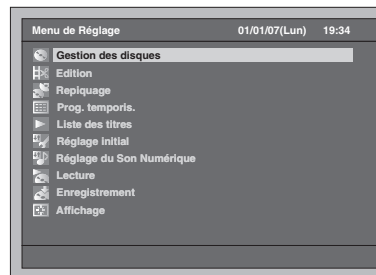 Menu de Réglage 01/01/07(Lun) 19:34
Gestion des disques
Edition
Repiquage
Prog. temporis.
Liste des titres
Réglage initial
Réglage du Son Numérique
Lecture
Enregistrement
Affichage